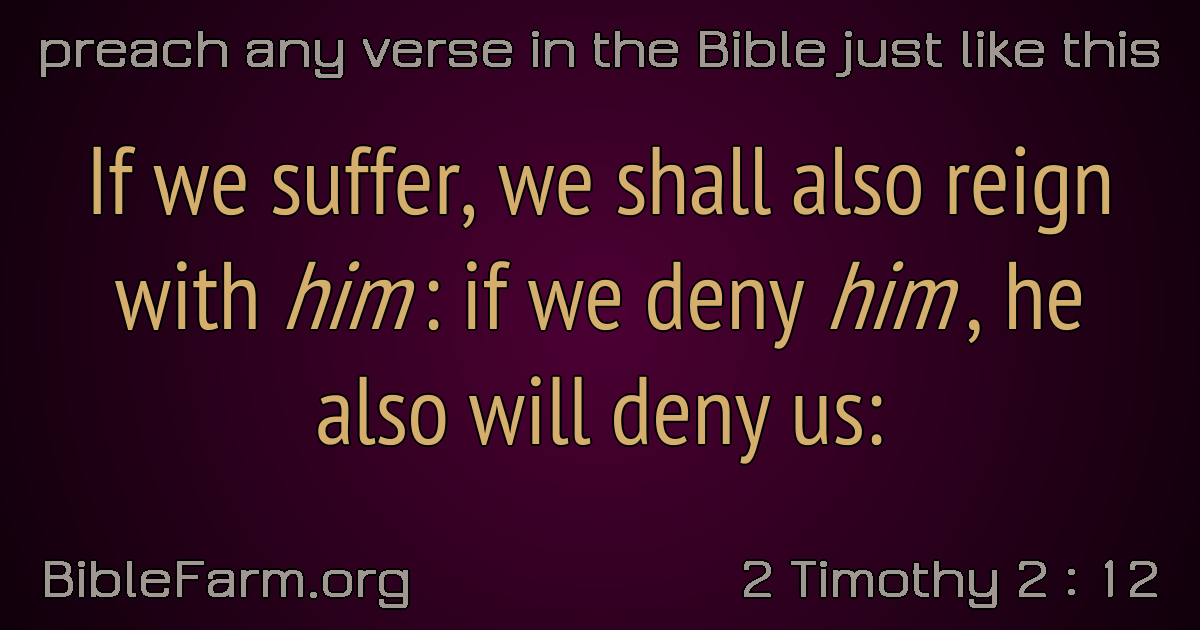 preach any verse in the Bible just like this
If we suffer, we shall also reign
with him: if we deny him, he
also will deny us:
BibleFarm.org
2 Timothy 2 : 12